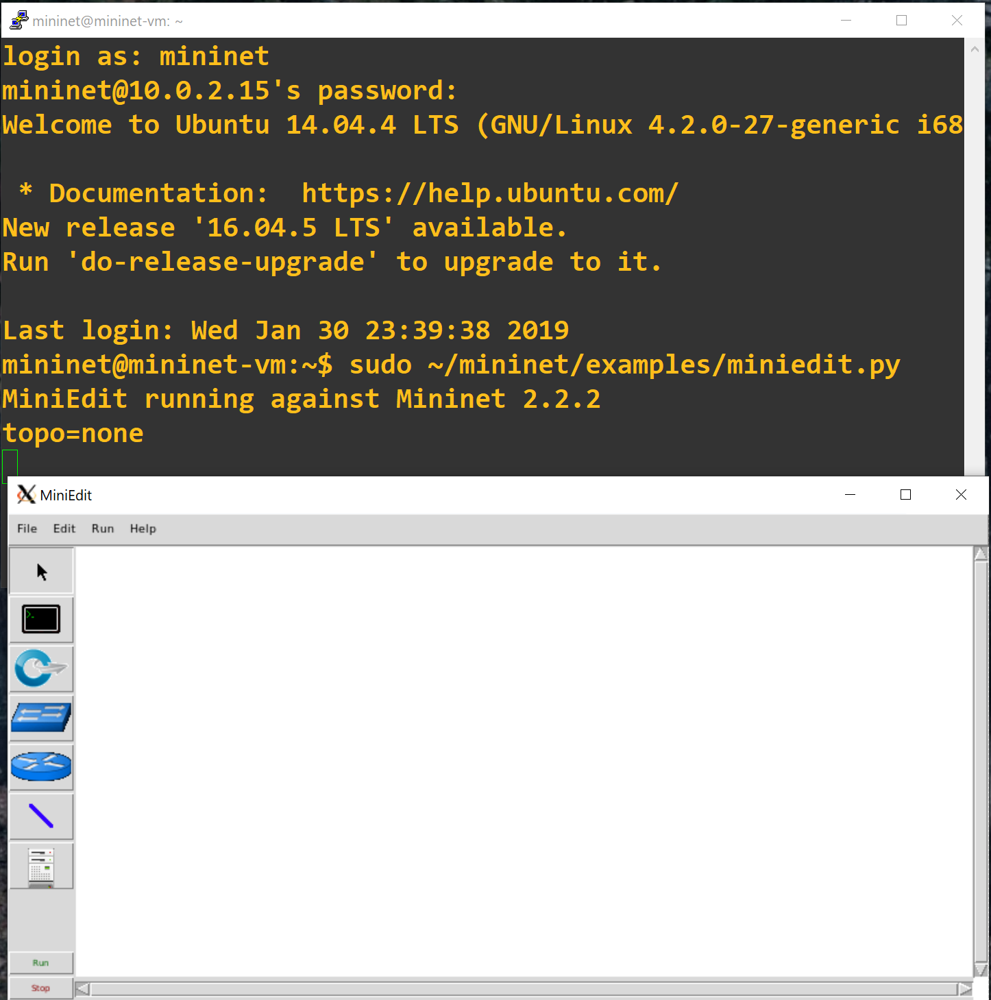 mininet@mininet-vm: ~
login as: mininet
mininet@10.0.2.15's password:
Welcome to Ubuntu 14.04.4 LTS (GNU/Linux 4.2.0-27-generic i68
* Documentation:  https://help.ubuntu.com/
New release '16.04.5 LTS' available.
Run 'do-release-upgrade' to upgrade to it.
Last login: Wed Jan 30 23:39:38 2019
mininet@mininet-vm:~$ sudo ~/mininet/examples/miniedit.py
MiniEdit running against Mininet 2.2.2
topo=none
MiniEdit
File Edit Run Help
Run
Stop